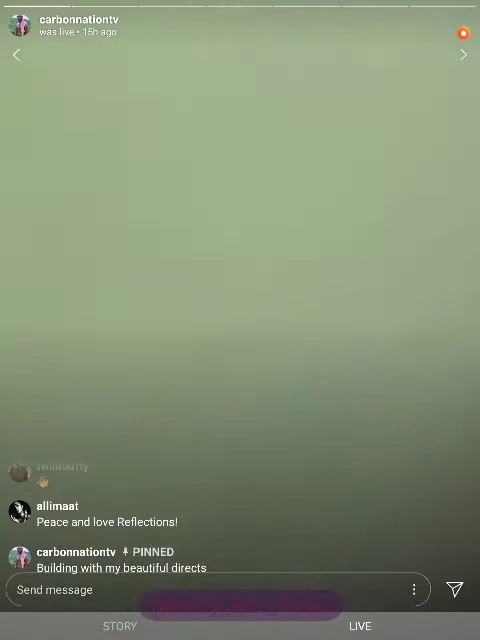 carbonnationtv
was live • 15h ago
twinnkitty
allimaat
Peace and love Reflections!
carbonnationtv PINNED
Building with my beautiful directs
Send message
STORY LIVE